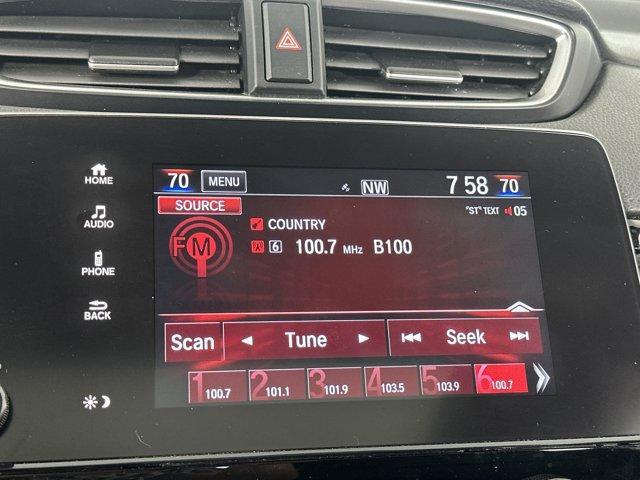 HOME
AUDIO
PHONE
BACK
70 MENU NW 7 58 70
SOURCE "ST" TEXT 05
FM COUNTRY
6 100.7 MHz B100
Scan Tune Seek
1 100.7 2 101.1 3 101.9 4 103.5 5 103.9 6 100.7